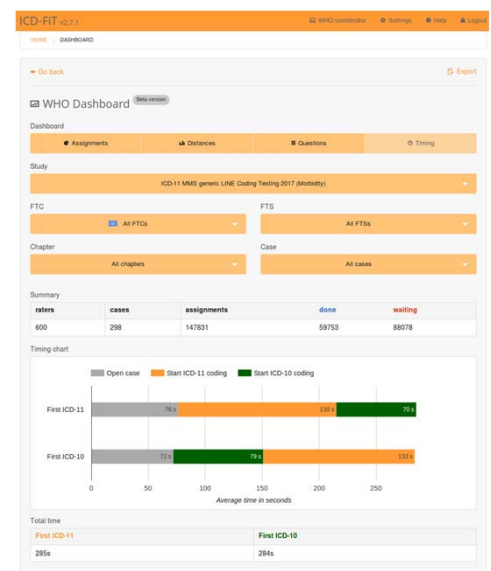 ICD-FiT v2.7.1 WHO coordinator Settings Help Logout
HOME / DASHBOARD
Go back Export
WHO Dashboard Beta version
Dashboard
Assignments Distances Questions Timing
Study
ICD-11 MMS generic LINE Coding Testing 2017 (Morbidity)
FTC FTS
All FTCs All FTSs
Chapter Case
All chapters All cases
Summary
raters cases assignments done waiting
600 298 147831 59753 88078
Timing chart
Open case Start ICD-11 coding Start ICD-10 coding
First ICD-11 76 s 139 s 70 s
First ICD-10 72 s 79 s 133 s
0 50 100 150 200 250
Average time in seconds
Total time
First ICD-11 First ICD-10
285s 284s